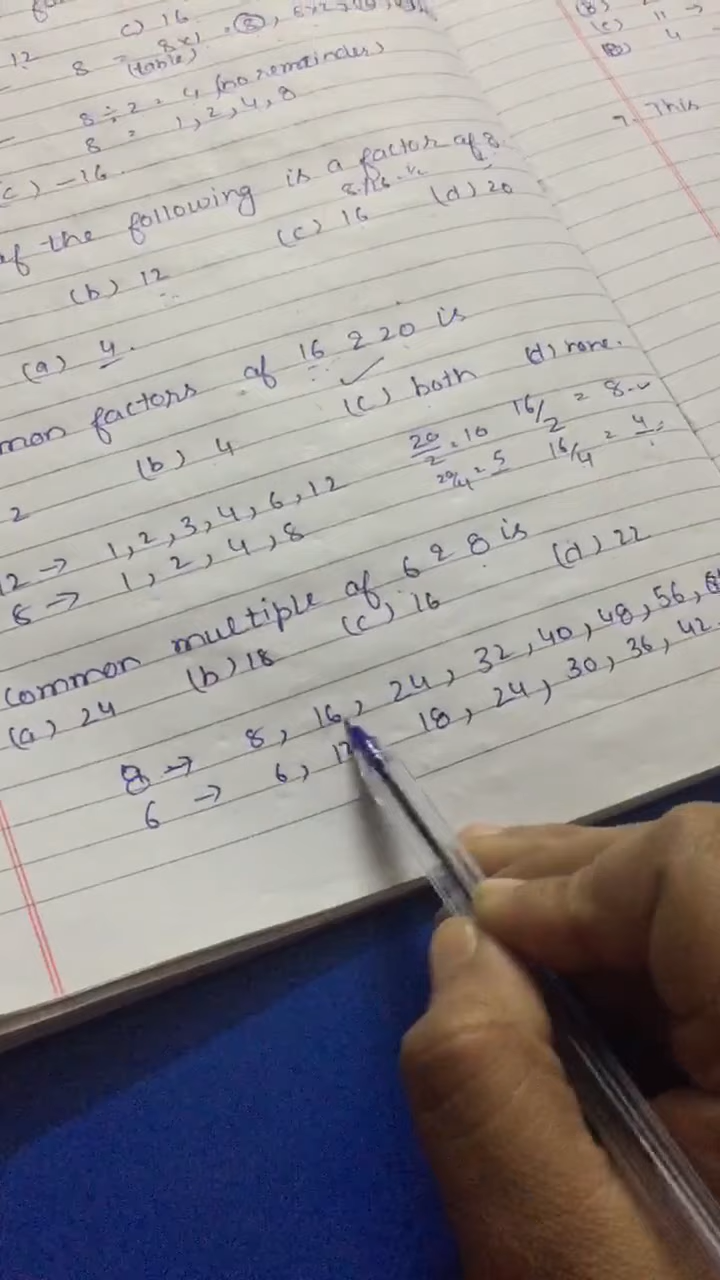 12 c) 16
8 = 8x1 = 8,
(table)
8 ÷ 2 = 4 (no remainder)
8 = 1, 2, 4, 8
c) - 16.
of the following is a factor of 8.
(b) 12 (c) 16 (d) 20
(a) 4.
mon factors of 16 & 20 is
2 (b) 4 (c) both (d) none.
20/2 = 10 16/2 = 8
20/4 = 5 16/4 = 4
12 → 1, 2, 3, 4, 6, 12
8 → 1, 2, 4, 8
common multiple of 6 & 8 is
(a) 24 (b) 18 (c) 16 (d) 22
8 → 8, 16, 24, 32, 40, 48, 56,
6 → 6, 12 18, 24, 30, 36, 42
(c) 11 →
4
7. This